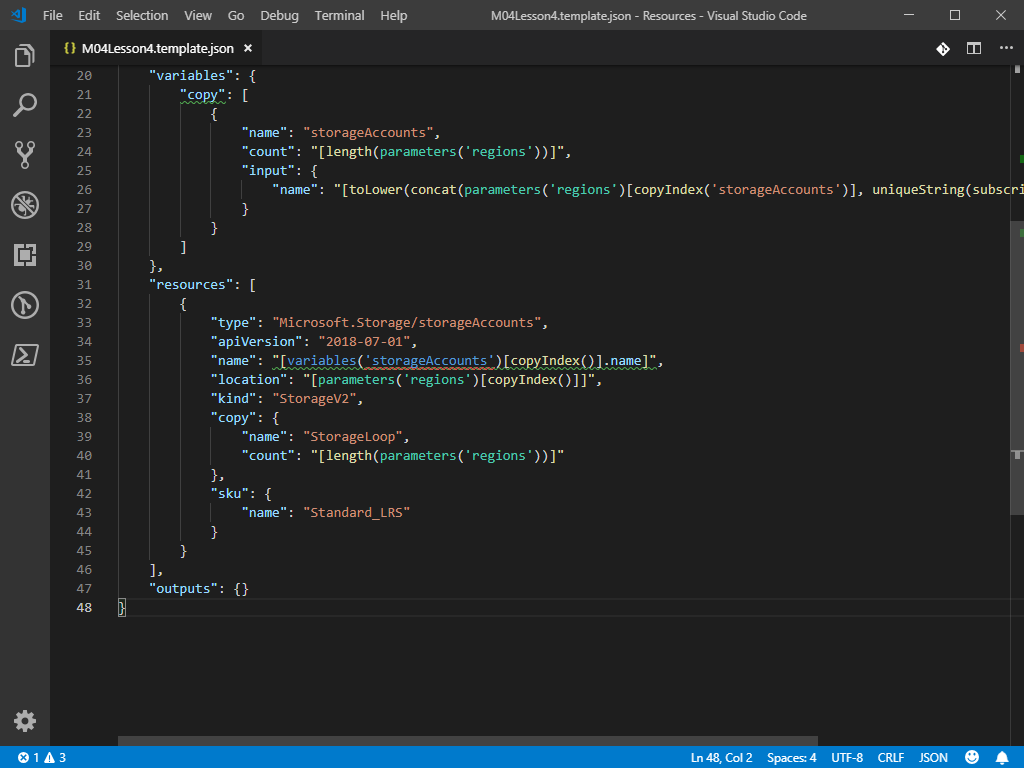 File Edit Selection View Go Debug Terminal Help M04Lesson4.template.json - Resources - Visual Studio Code
{} M04Lesson4.template.json ×
20 "variables": {
21 "copy": [
22 {
23 "name": "storageAccounts",
24 "count": "[length(parameters('regions'))]",
25 "input": {
26 "name": "[toLower(concat(parameters('regions')[copyIndex('storageAccounts')], uniqueString(subscri
27 }
28 }
29 ]
30 },
31 "resources": [
32 {
33 "type": "Microsoft.Storage/storageAccounts",
34 "apiVersion": "2018-07-01",
35 "name": "[variables('storageAccounts')[copyIndex()].name]",
36 "location": "[parameters('regions')[copyIndex()]]",
37 "kind": "StorageV2",
38 "copy": {
39 "name": "StorageLoop",
40 "count": "[length(parameters('regions'))]"
41 },
42 "sku": {
43 "name": "Standard_LRS"
44 }
45 }
46 ],
47 "outputs": {}
48 }
1 3 Ln 48, Col 2 Spaces: 4 UTF-8 CRLF JSON